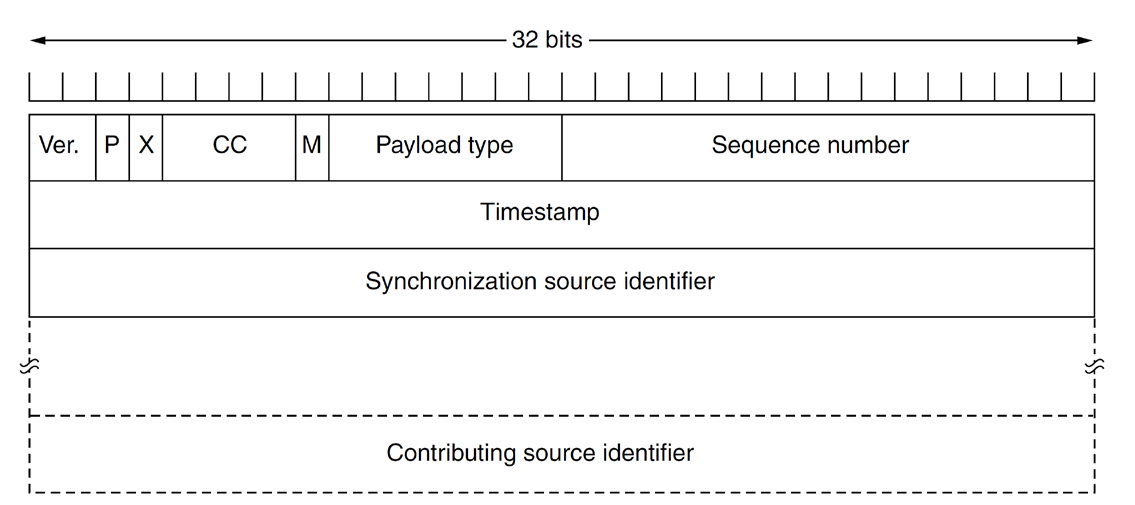 32 bits
Ver. P X CC M Payload type Sequence number
Timestamp
Synchronization source identifier
Contributing source identifier